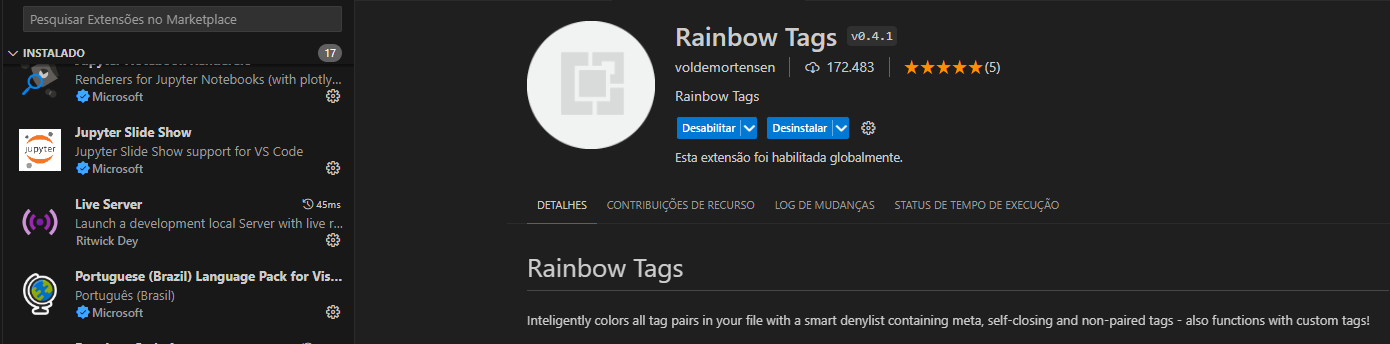 Pesquisar Extensões no Marketplace
INSTALADO 17
Renderers for Jupyter Notebooks (with plotly...
Microsoft
jupyter
Jupyter Slide Show
Jupyter Slide Show support for VS Code
Microsoft
Live Server 45ms
Launch a development local Server with live r...
Ritwick Dey
Portuguese (Brazil) Language Pack for Vis...
Português (Brasil)
Microsoft
Rainbow Tags v0.4.1
voldemortensen 172.483 (5)
Rainbow Tags
Desabilitar Desinstalar
Esta extensão foi habilitada globalmente.
DETALHES CONTRIBUIÇÕES DE RECURSO LOG DE MUDANÇAS STATUS DE TEMPO DE EXECUÇÃO
Rainbow Tags
Inteligently colors all tag pairs in your file with a smart denylist containing meta, self-closing and non-paired tags - also functions with custom tags!